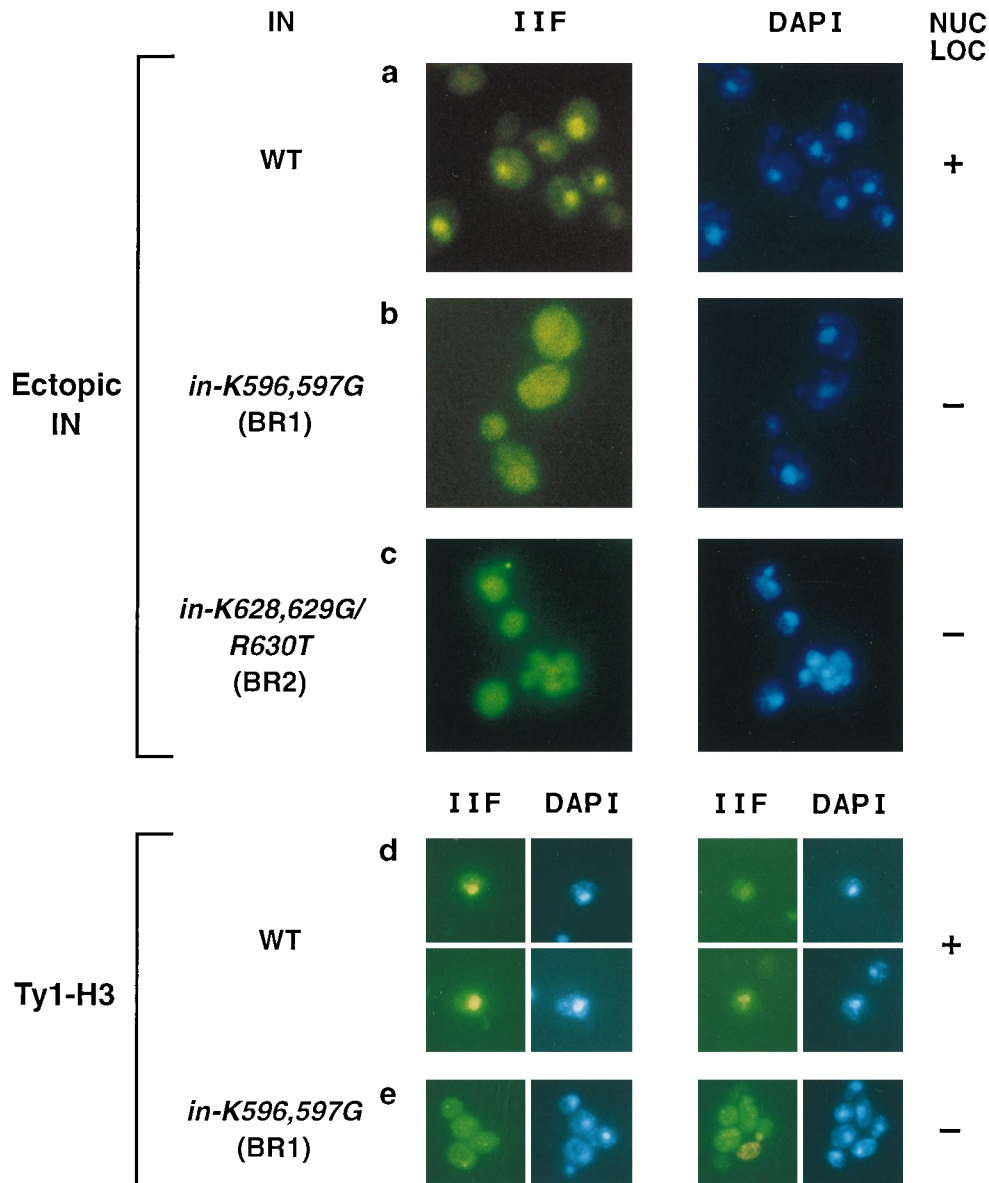 IN IIF DAPI NUC LOC
a
WT
+
b
Ectopic IN
in-K596,597G
(BR1)
–
c
in-K628,629G/
R630T
(BR2)
–
IIF DAPI IIF DAPI
d
WT
+
Ty1-H3
e
in-K596,597G
(BR1)
–